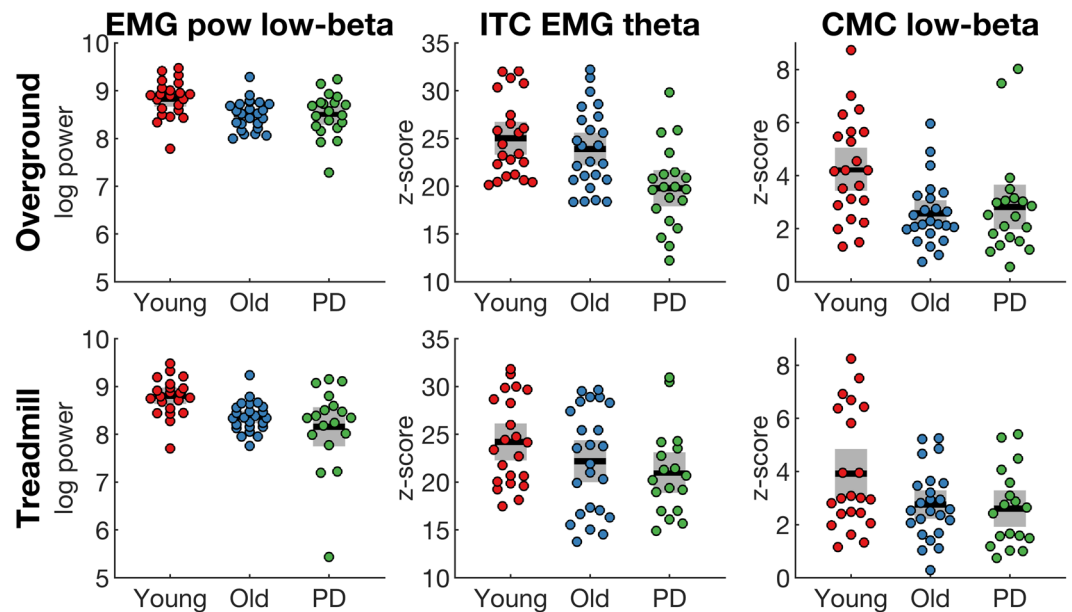 EMG pow low-beta
ITC EMG theta
CMC low-beta
Overground
log power
10
9
8
7
6
5
Young
Old
PD
z-score
35
30
25
20
15
10
Young
Old
PD
z-score
8
6
4
2
0
Young
Old
PD
Treadmill
log power
10
9
8
7
6
5
Young
Old
PD
z-score
35
30
25
20
15
10
Young
Old
PD
z-score
8
6
4
2
0
Young
Old
PD